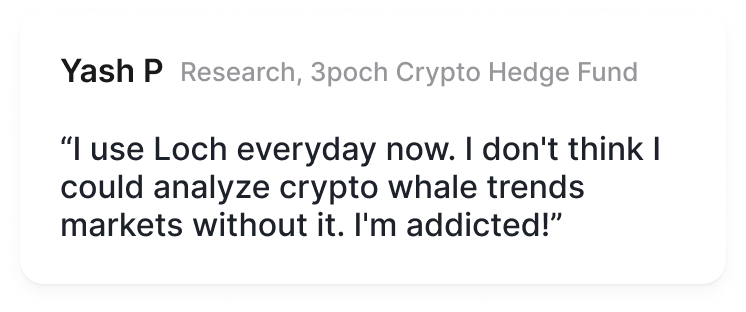 Yash P Research, 3poch Crypto Hedge Fund
“I use Loch everyday now. I don't think I
could analyze crypto whale trends
markets without it. I'm addicted!”